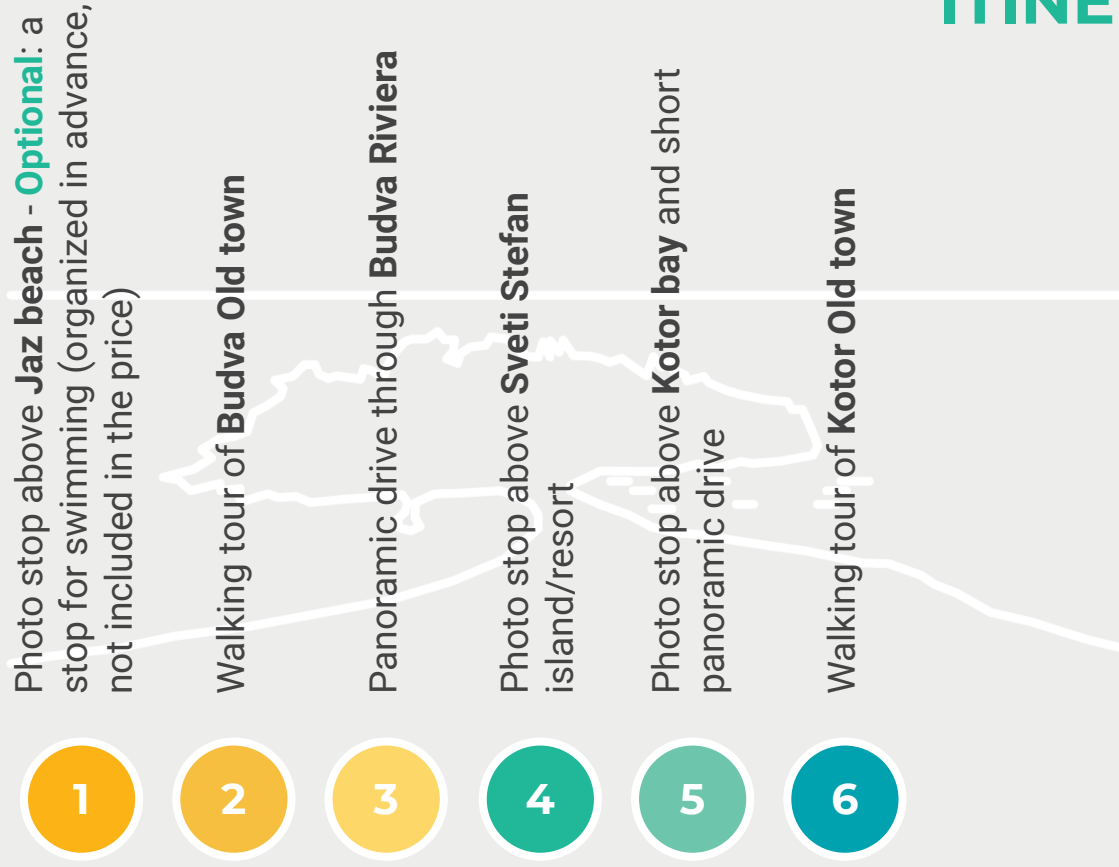 ITINE
1
Photo stop above Jaz beach - Optional: a
stop for swimming (organized in advance,
not included in the price)
2
Walking tour of Budva Old town
3
Panoramic drive through Budva Riviera
4
Photo stop above Sveti Stefan
island/resort
5
Photo stop above Kotor bay and short
panoramic drive
6
Walking tour of Kotor Old town